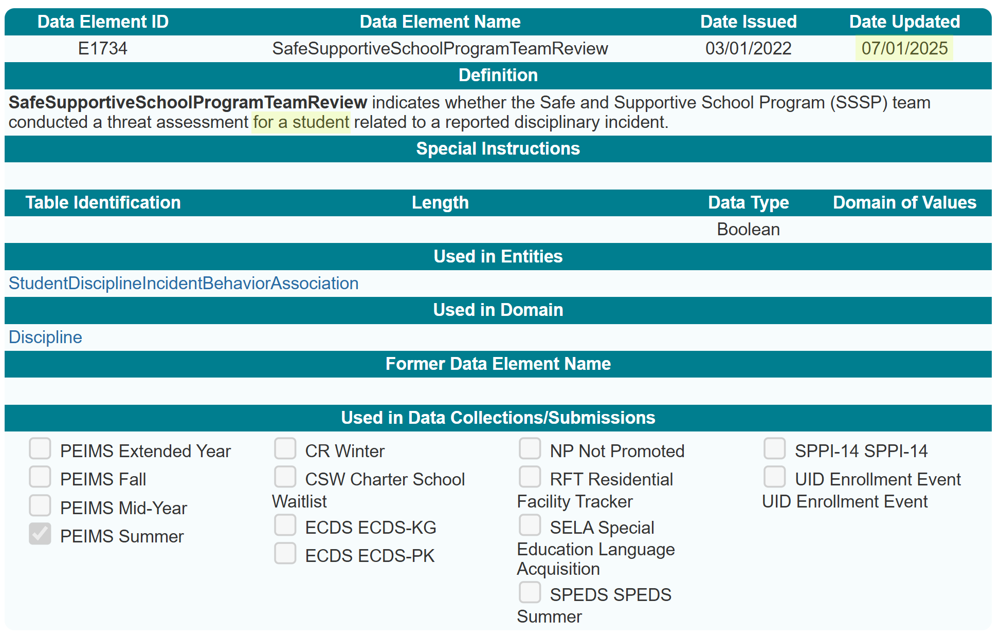 Data Element ID Data Element Name Date Issued Date Updated
E1734 SafeSupportiveSchoolProgramTeamReview 03/01/2022 07/01/2025
Definition
SafeSupportiveSchoolProgramTeamReview indicates whether the Safe and Supportive School Program (SSSP) team
conducted a threat assessment for a student related to a reported disciplinary incident.
Special Instructions
Table Identification Length Data Type Domain of Values
Boolean
Used in Entities
StudentDisciplineIncidentBehaviorAssociation
Used in Domain
Discipline
Former Data Element Name
Used in Data Collections/Submissions
PEIMS Extended Year
PEIMS Fall
PEIMS Mid-Year
PEIMS Summer
CR Winter
CSW Charter School
Waitlist
ECDS ECDS-KG
ECDS ECDS-PK
NP Not Promoted
RFT Residential
Facility Tracker
SELA Special
Education Language
Acquisition
SPEDS SPEDS
Summer
SPPI-14 SPPI-14
UID Enrollment Event
UID Enrollment Event